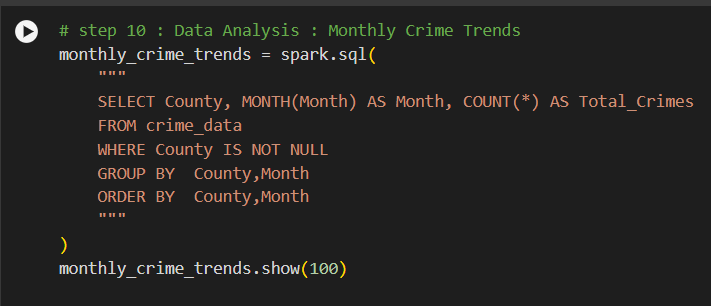 # step 10 : Data Analysis : Monthly Crime Trends
monthly_crime_trends = spark.sql(
    """
    SELECT County, MONTH(Month) AS Month, COUNT(*) AS Total_Crimes
    FROM crime_data
    WHERE County IS NOT NULL
    GROUP BY  County,Month
    ORDER BY  County,Month
    """
)
monthly_crime_trends.show(100)